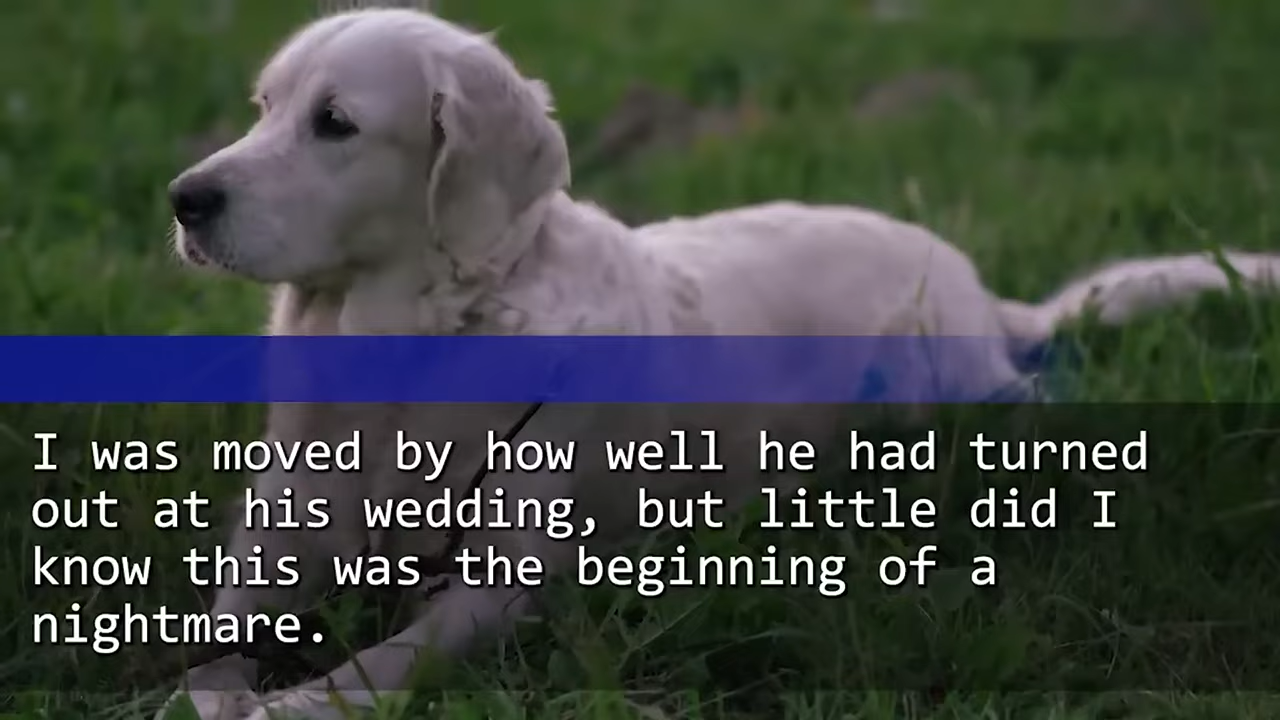 I was moved by how well he had turned
out at his wedding, but little did I
know this was the beginning of a
nightmare.